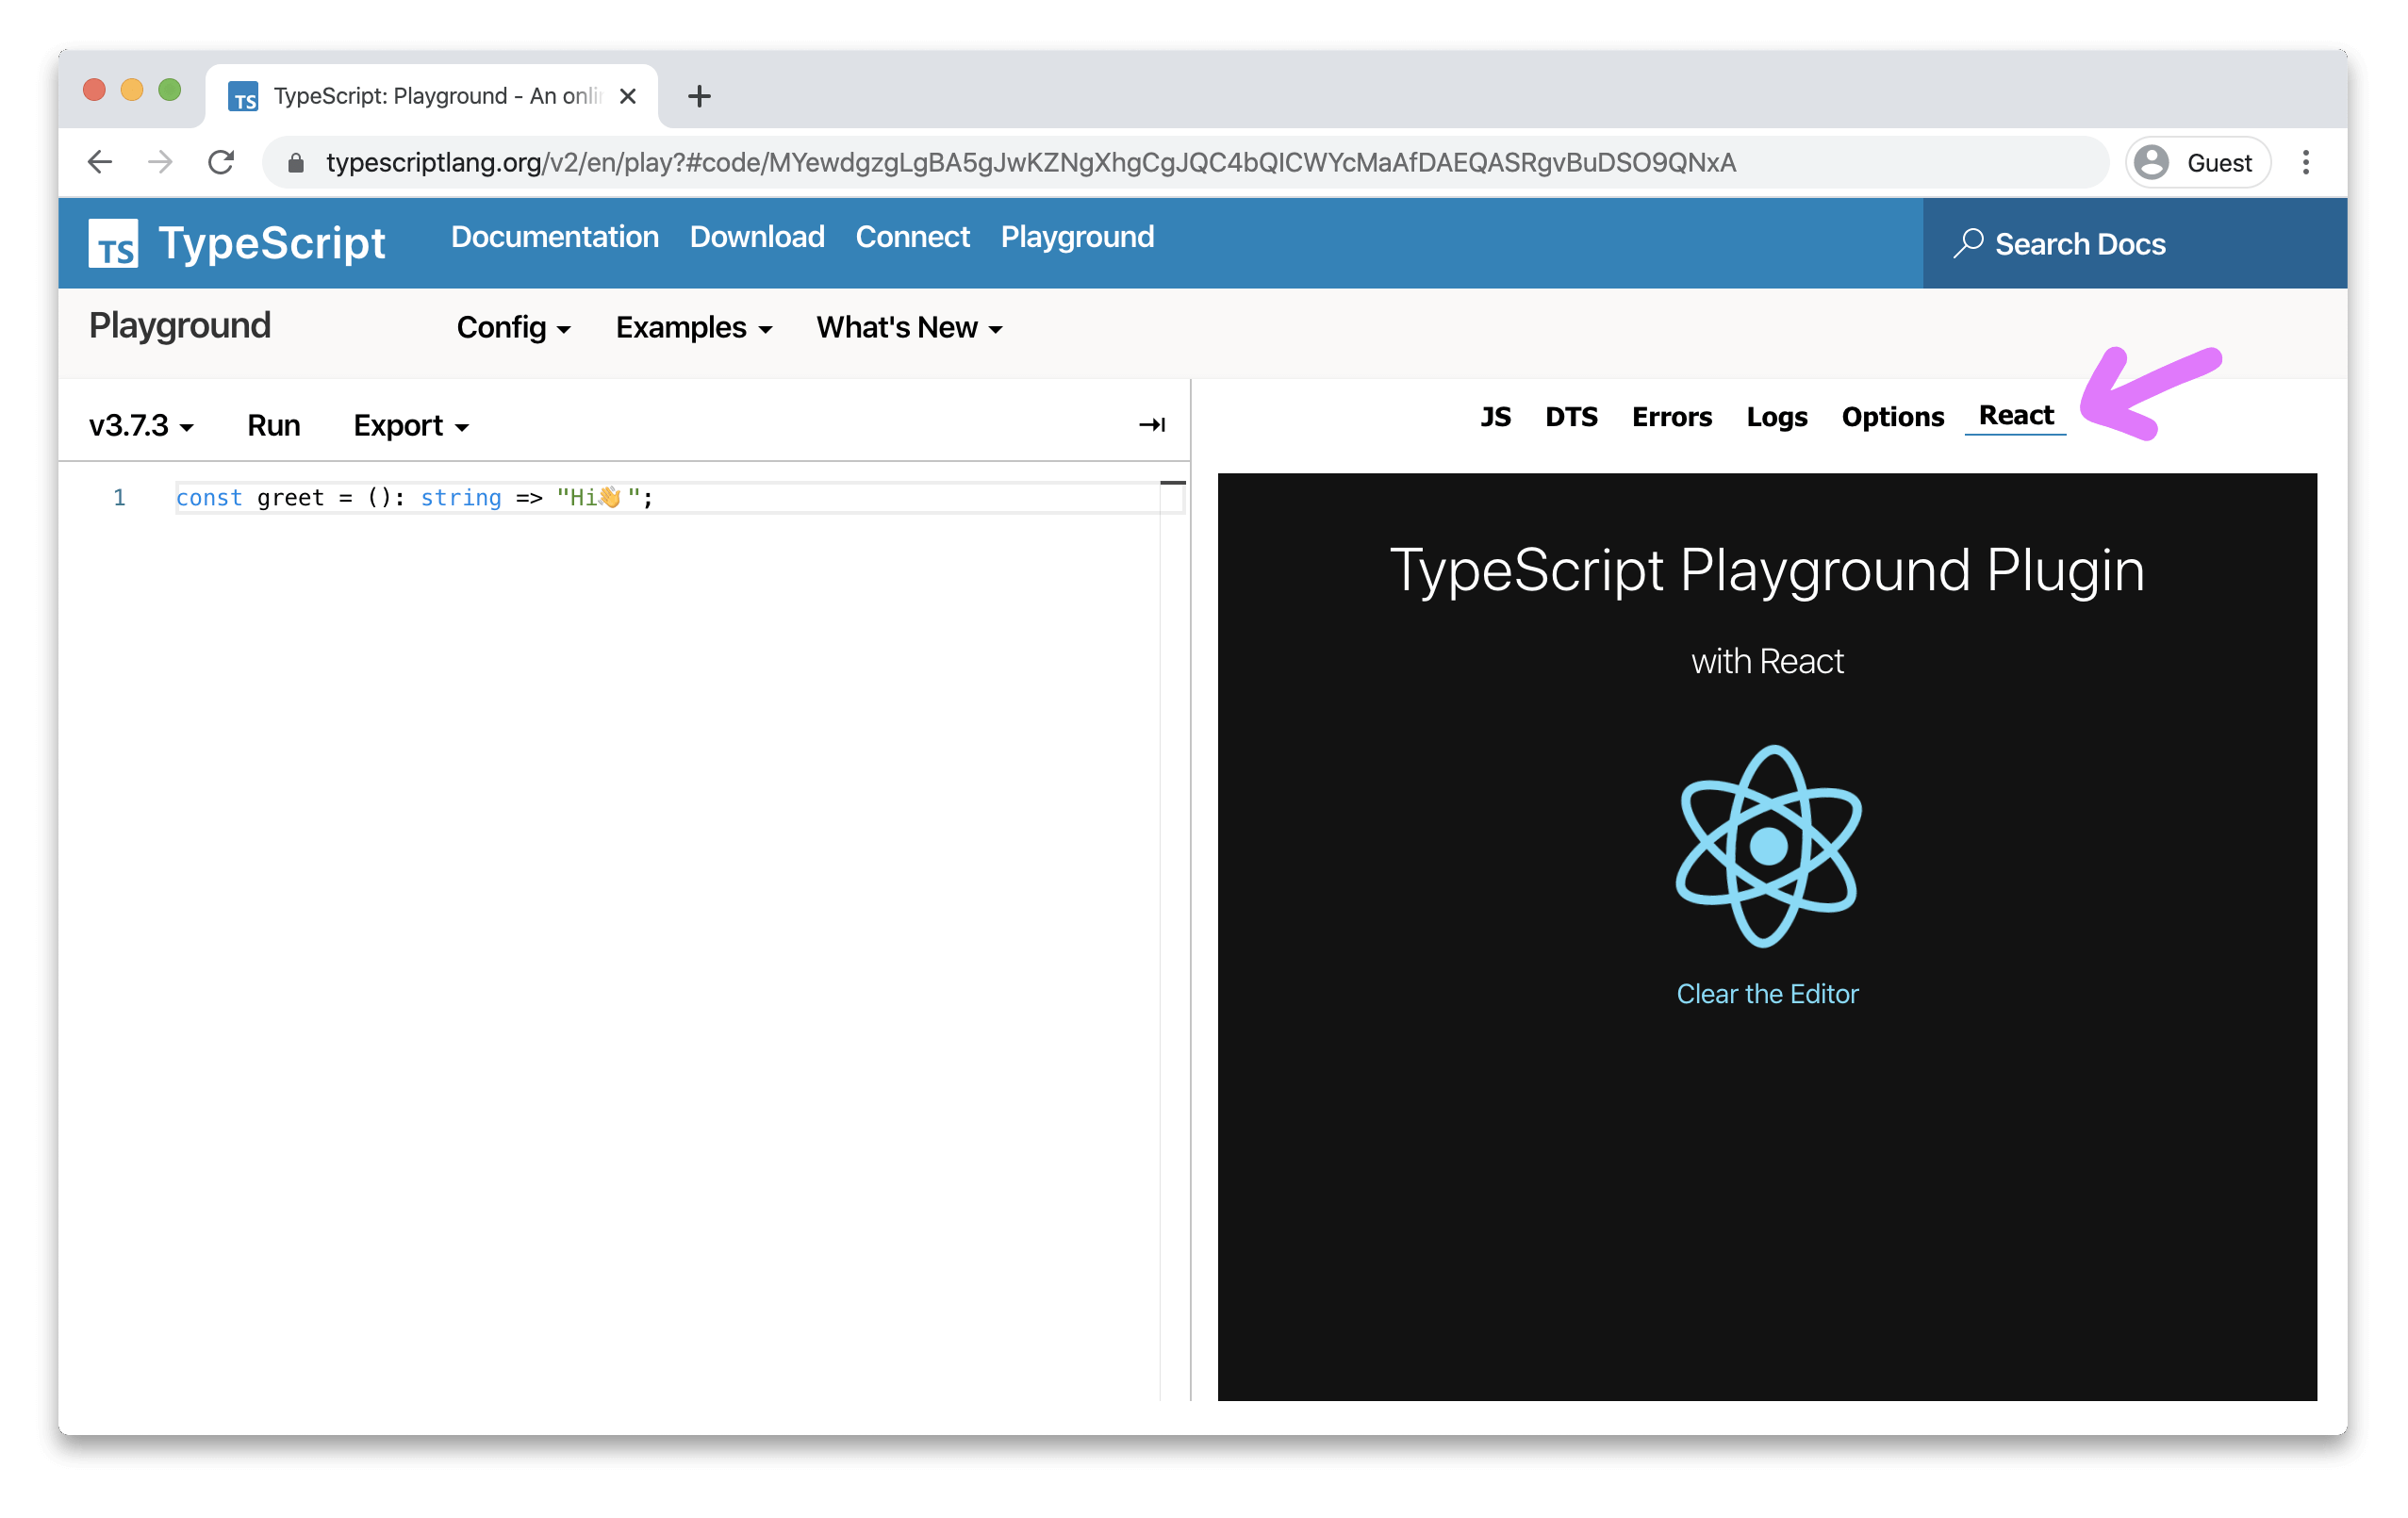 TS TypeScript: Playground - An onli
typescriptlang.org/v2/en/play?#code/MYewdgzgLgBA5gJwKZNgXhgCgJQC4bQICWYcMaAfDAEQASRgvBuDSO9QNxA
Guest
TS TypeScript Documentation Download Connect Playground Search Docs
Playground Config Examples What's New
v3.7.3 Run Export
JS DTS Errors Logs Options React
1 const greet = (): string => "Hi👋";
TypeScript Playground Plugin
with React
Clear the Editor